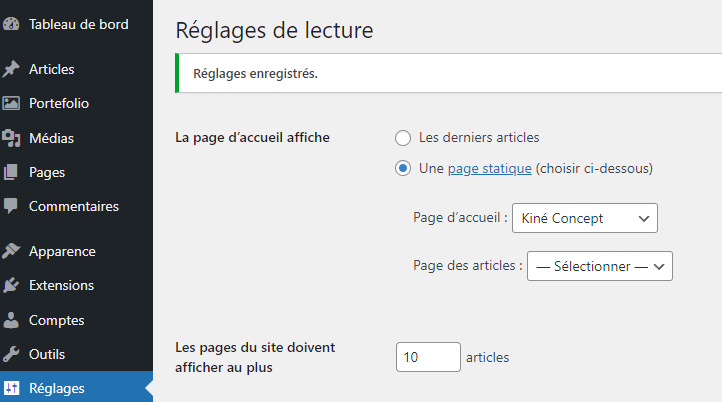 Tableau de bord
Articles
Portefolio
Médias
Pages
Commentaires
Apparence
Extensions
Comptes
Outils
Réglages
Réglages de lecture
Réglages enregistrés.
La page d’accueil affiche
Les derniers articles
Une page statique (choisir ci-dessous)
Page d’accueil : Kiné Concept
Page des articles : — Sélectionner —
Les pages du site doivent
afficher au plus
10 articles